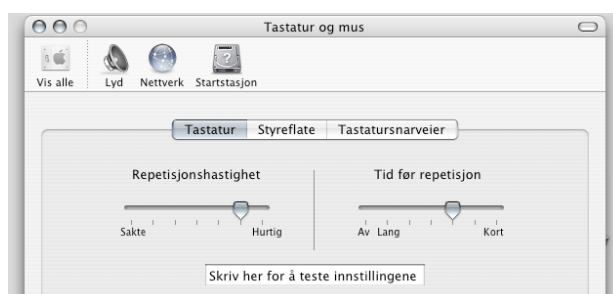 Tastatur og mus
Vis alle Lyd Nettverk Startstasjon
Tastatur Styreflate Tastatursnarveier
Repetisjonshastighet Tid før repetisjon
Sakte Hurtig Av Lang Kort
Skriv her for å teste innstillingene